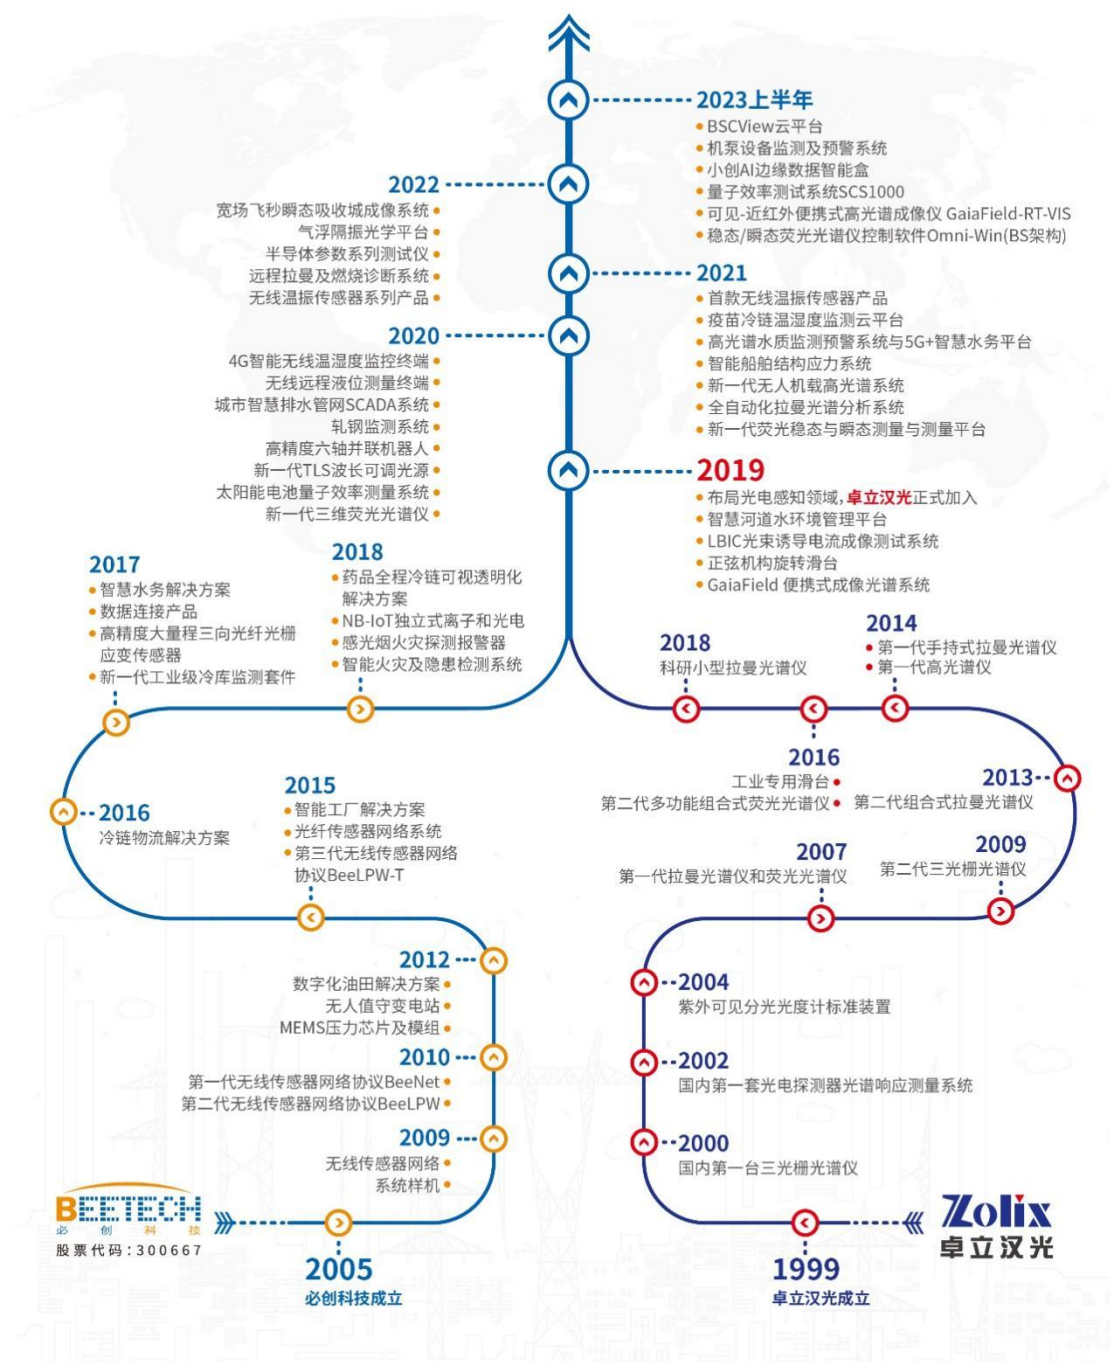 2023上半年
BSCView云平台
机泵设备监测及预警系统
小创AI边缘数据智能盒
量子效率测试系统SCS1000
可见-近红外便携式高光谱成像仪 GaiaField-RT-VIS
稳态/瞬态荧光光谱仪控制软件Omni-Win(BS架构)
2022
宽场飞秒瞬态吸收城成像系统
气浮隔振光学平台
半导体参数系列测试仪
远程拉曼及燃烧诊断系统
无线温振传感器系列产品
2021
首款无线温振传感器产品
疫苗冷链温湿度监测云平台
高光谱水质监测预警系统与5G+智慧水务平台
智能船舶结构应力系统
新一代无人机载高光谱系统
全自动化拉曼光谱分析系统
新一代荧光稳态与瞬态测量与测量平台
2020
4G智能无线温湿度监控终端
无线远程液位测量终端
城市智慧排水管网SCADA系统
轧钢监测系统
高精度六轴并联机器人
新一代TLS波长可调光源
太阳能电池量子效率测量系统
新一代三维荧光光谱仪
2019
布局光电感知领域,卓立汉光正式加入
智慧河道水环境管理平台
LBIC光束诱导电流成像测试系统
正弦机构旋转滑台
GaiaField 便携式成像光谱系统
2017
智慧水务解决方案
数据连接产品
高精度大量程三向光纤光栅
应变传感器
新一代工业级冷库监测套件
2018
药品全程冷链可视透明化
解决方案
NB-IoT独立式离子和光电
感光烟火灾探测报警器
智能火灾及隐患检测系统
2018
科研小型拉曼光谱仪
2014
第一代手持式拉曼光谱仪
第一代高光谱仪
2016
冷链物流解决方案
2015
智能工厂解决方案
光纤传感器网络系统
第三代无线传感器网络
协议BeeLPW-T
2016
工业专用滑台
第二代多功能组合式荧光光谱仪
2013
第二代组合式拉曼光谱仪
2007
第一代拉曼光谱仪和荧光光谱仪
2009
第二代三光栅光谱仪
2012
数字化油田解决方案
无人值守变电站
MEMS压力芯片及模组
2010
第一代无线传感器网络协议BeeNet
第二代无线传感器网络协议BeeLPW
2009
无线传感器网络
系统样机
2004
紫外可见分光光度计标准装置
2002
国内第一套光电探测器光谱响应测量系统
2000
国内第一台三光栅光谱仪
BEETECH
必创科技
股票代码:300667
2005
必创科技成立
1999
卓立汉光成立
Zolix
卓立汉光